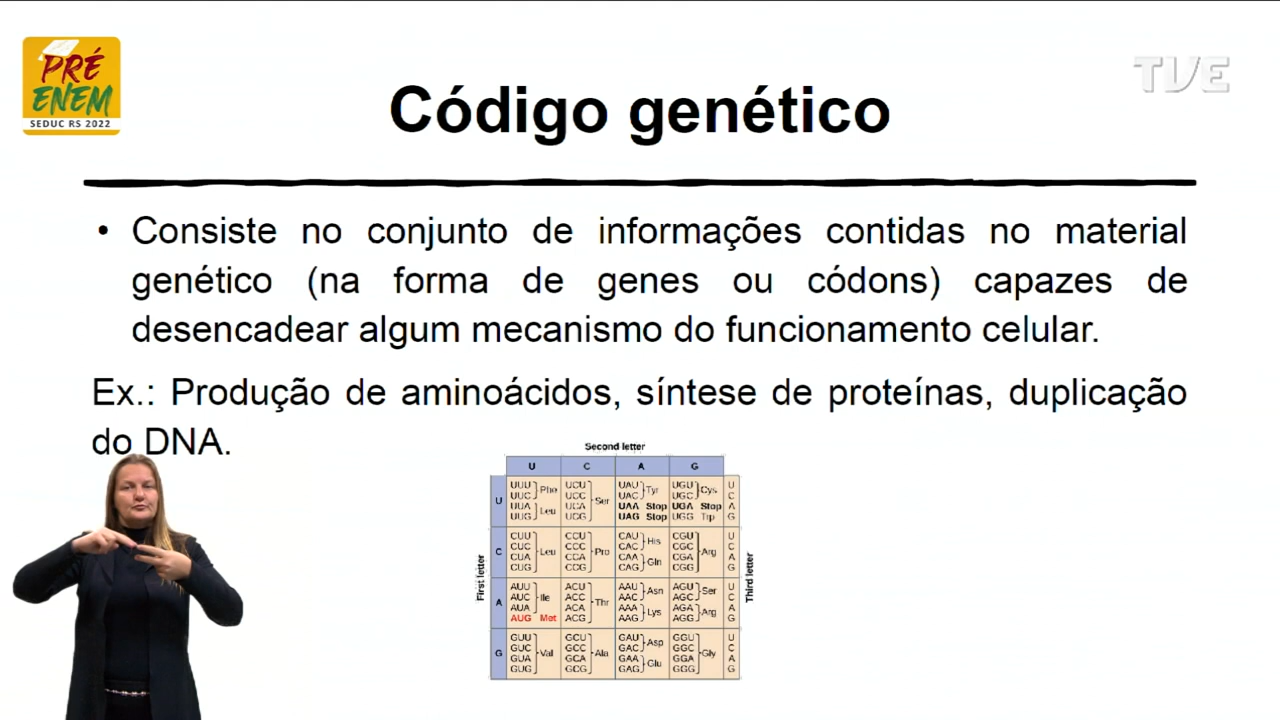 PRÉ
ENEM
SEDUC RS 2022
TVE
Código genético
• Consiste no conjunto de informações contidas no material
genético (na forma de genes ou códons) capazes de
desencadear algum mecanismo do funcionamento celular.
Ex.: Produção de aminoácidos, síntese de proteínas, duplicação
do DNA.
Second letter
U C A G
UUU UCU UAU UGU U
UUC Phe UCC UAC Tyr UGC Cys C
UUA UCA Ser UAA Stop UGA Stop A
UUG Leu UCG UAG Stop UGG Trp G
U
CUU CCU CAU CGU U
CUC CCC CAC His CGC C
CUA Leu CCA Pro CAA CGA Arg A
CUG CCG CAG Gln CGG G
C
AUU ACU AAU AGU U
AUC Ile ACC AAC Asn AGC Ser C
AUA ACA Thr AAA AGA A
AUG Met ACG AAG Lys AGG Arg G
A
GUU GCU GAU GGU U
GUC GCC GAC Asp GGC C
GUA Val GCA Ala GAA GGA Gly A
GUG GCG GAG Glu GGG G
G
First letter
Third letter